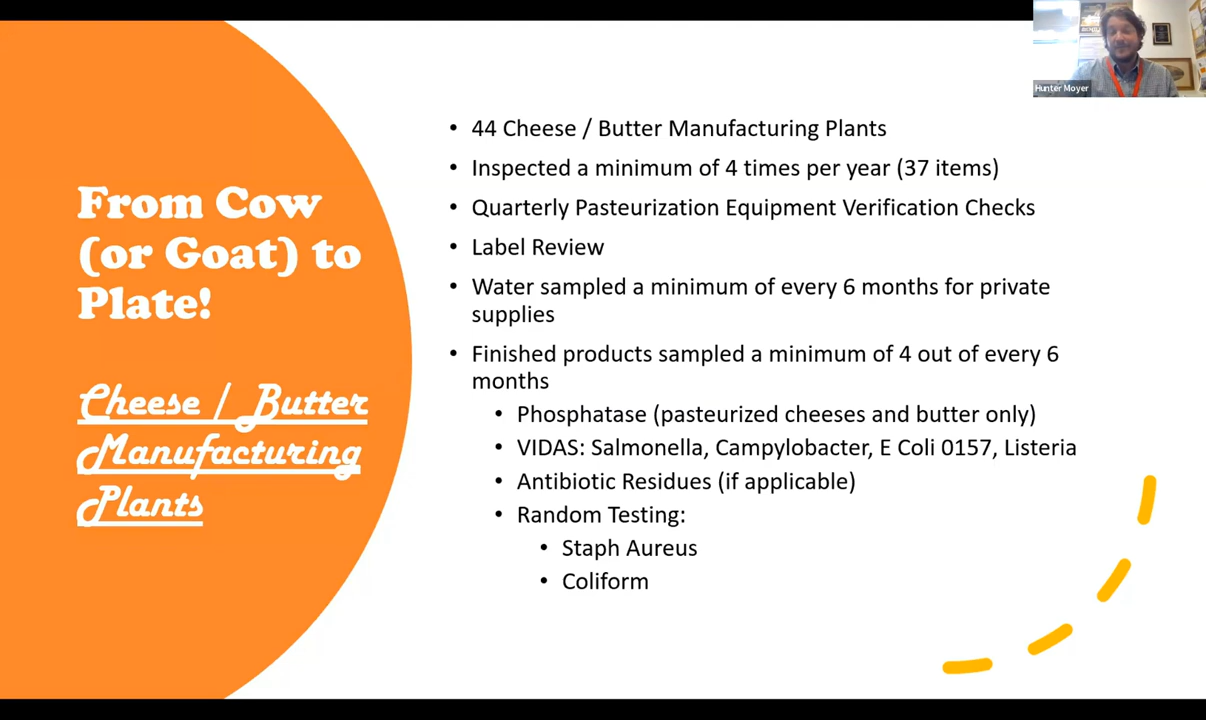 From Cow
(or Goat) to
Plate!
Cheese / Butter
Manufacturing
Plants
• 44 Cheese / Butter Manufacturing Plants
• Inspected a minimum of 4 times per year (37 items)
• Quarterly Pasteurization Equipment Verification Checks
• Label Review
• Water sampled a minimum of every 6 months for private
supplies
• Finished products sampled a minimum of 4 out of every 6
months
• Phosphatase (pasteurized cheeses and butter only)
• VIDAS: Salmonella, Campylobacter, E Coli 0157, Listeria
• Antibiotic Residues (if applicable)
• Random Testing:
• Staph Aureus
• Coliform
Hunter Moyer